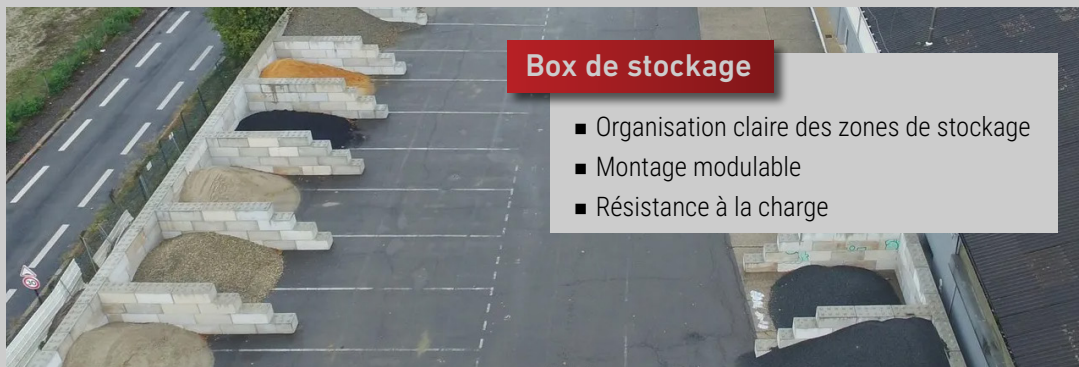 Box de stockage
■ Organisation claire des zones de stockage
■ Montage modulable
■ Résistance à la charge